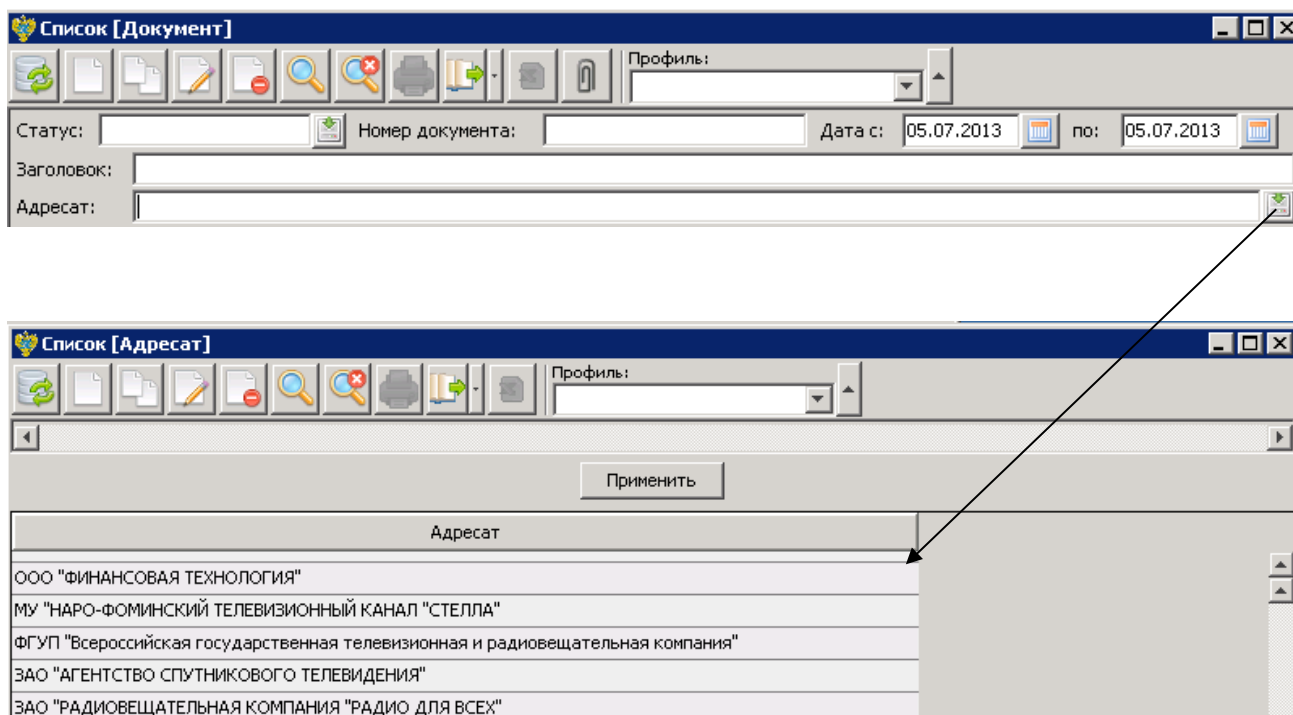 Список [Документ]
Профиль:
Статус: Номер документа: Дата с: 05.07.2013 по: 05.07.2013
Заголовок:
Адресат:
Список [Адресат]
Профиль:
Применить
Адресат
ООО "ФИНАНСОВАЯ ТЕХНОЛОГИЯ"
МУ "НАРО-ФОМИНСКИЙ ТЕЛЕВИЗИОННЫЙ КАНАЛ "СТЕЛЛА"
ФГУП "Всероссийская государственная телевизионная и радиовещательная компания"
ЗАО "АГЕНТСТВО СПУТНИКОВОГО ТЕЛЕВИДЕНИЯ"
ЗАО "РАДИОВЕЩАТЕЛЬНАЯ КОМПАНИЯ "РАДИО ДЛЯ ВСЕХ"